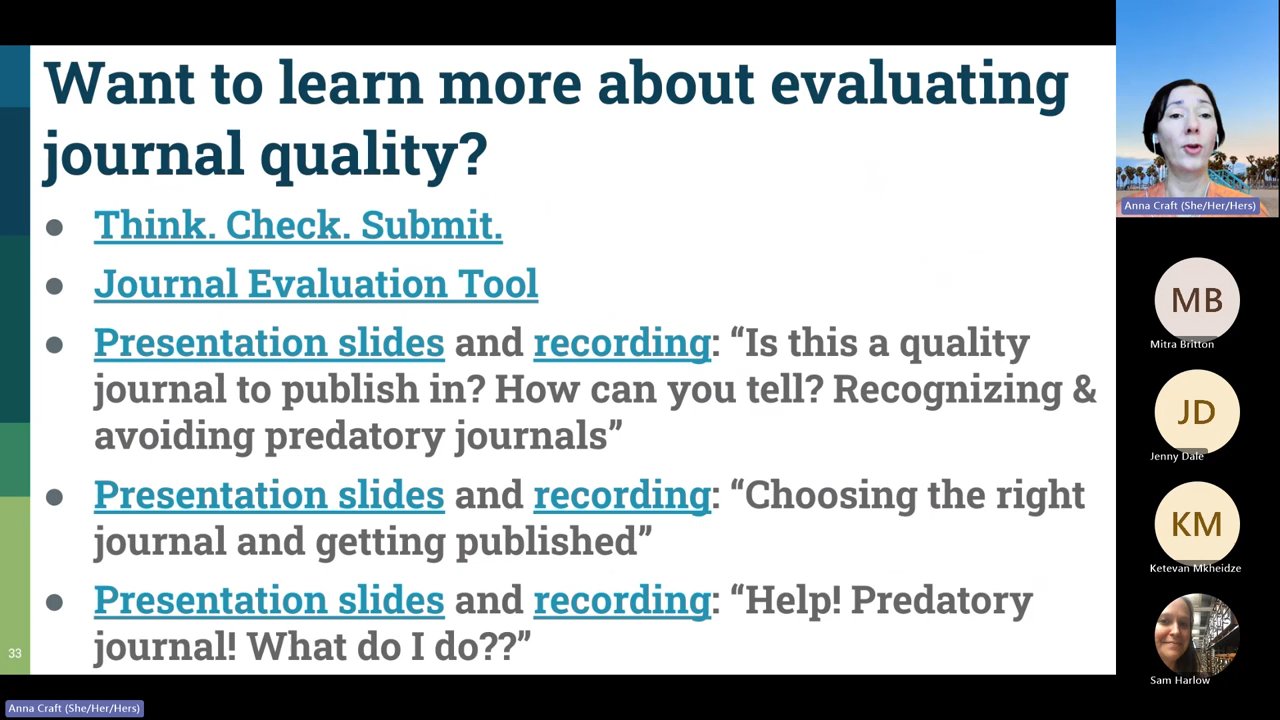 Want to learn more about evaluating
journal quality?
● Think. Check. Submit.
● Journal Evaluation Tool
● Presentation slides and recording: “Is this a quality
journal to publish in? How can you tell? Recognizing &
avoiding predatory journals”
● Presentation slides and recording: “Choosing the right
journal and getting published”
● Presentation slides and recording: “Help! Predatory
journal! What do I do??”
33
Anna Craft (She/Her/Hers)
MB
Mitra Britton
JD
Jenny Dale
KM
Ketevan Mkheidze
Sam Harlow
Anna Craft (She/Her/Hers)